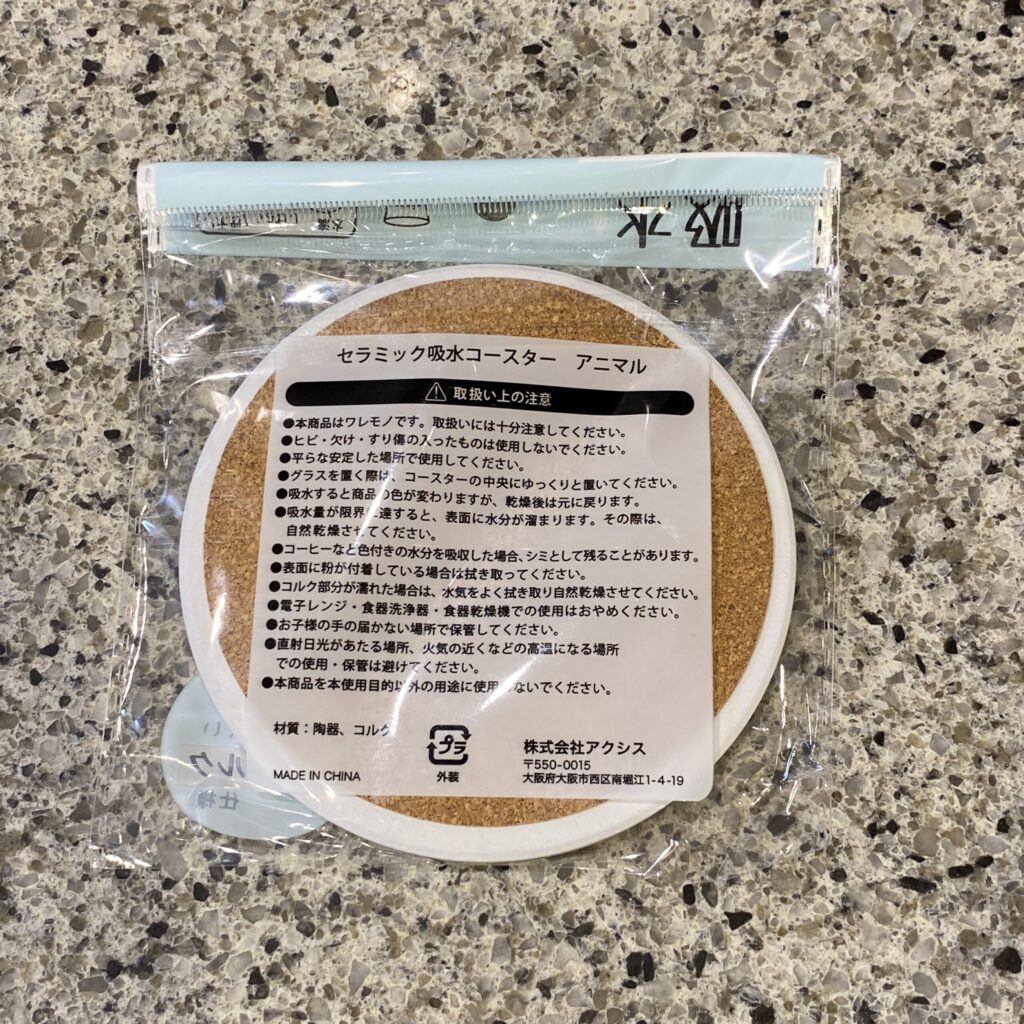 吸水
セラミック吸水コースター　アニマル
取扱い上の注意
●本商品はワレモノです。取扱いには十分注意してください。
●ヒビ・欠け・すり傷の入ったものは使用しないでください。
●平らな安定した場所で使用してください。
●グラスを置く際は、コースターの中央にゆっくりと置いてください。
●吸水すると商品の色が変わりますが、乾燥後は元に戻ります。
●吸水量が限界に達すると、表面に水分が溜まります。その際は、
自然乾燥させてください。
●コーヒーなど色付きの水分を吸収した場合、シミとして残ることがあります。
●表面に粉が付着している場合は拭き取ってください。
●コルク部分が濡れた場合は、水気をよく拭き取り自然乾燥させてください。
●電子レンジ・食器洗浄器・食器乾燥機での使用はおやめください。
●お子様の手の届かない場所で保管してください。
●直射日光があたる場所、火気の近くなどの高温になる場所
での使用・保管は避けてください。
●本商品を本使用目的以外の用途に使用しないでください。
材質：陶器、コルク
MADE IN CHINA
プラ
外装
株式会社アクシス
〒550-0015
大阪府大阪市西区南堀江1-4-19
い
ルク
仕様